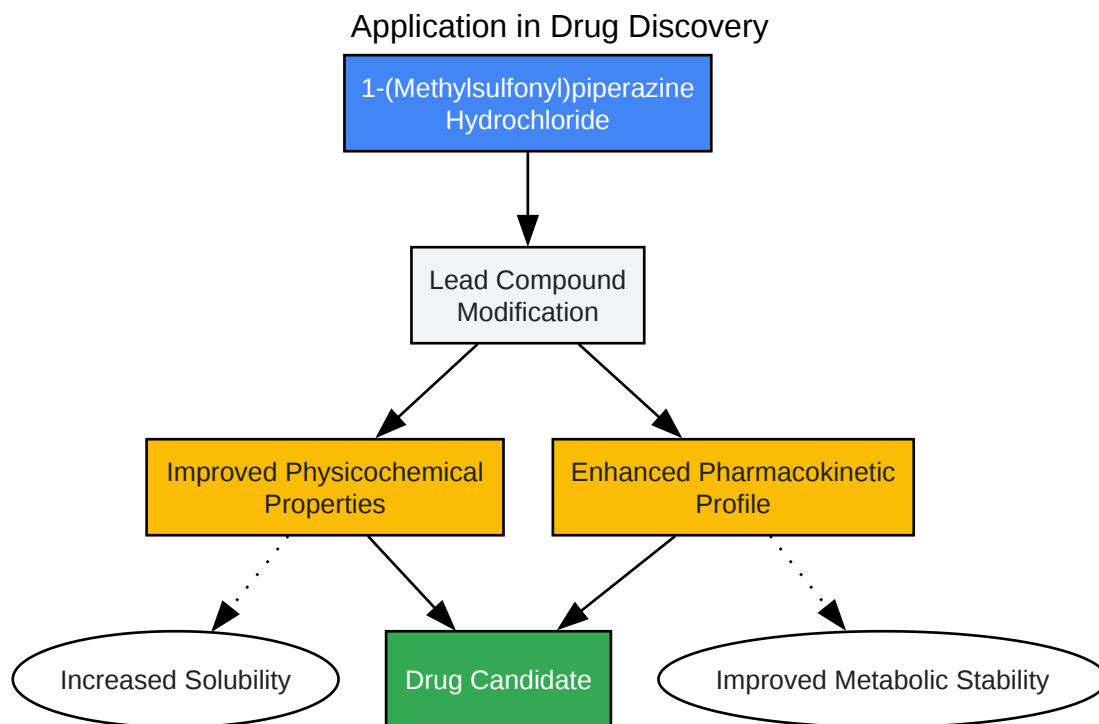 Application in Drug Discovery
1-(Methylsulfonyl)piperazine
Hydrochloride
Lead Compound
Modification
Improved Physicochemical
Properties
Enhanced Pharmacokinetic
Profile
Increased Solubility
Drug Candidate
Improved Metabolic Stability